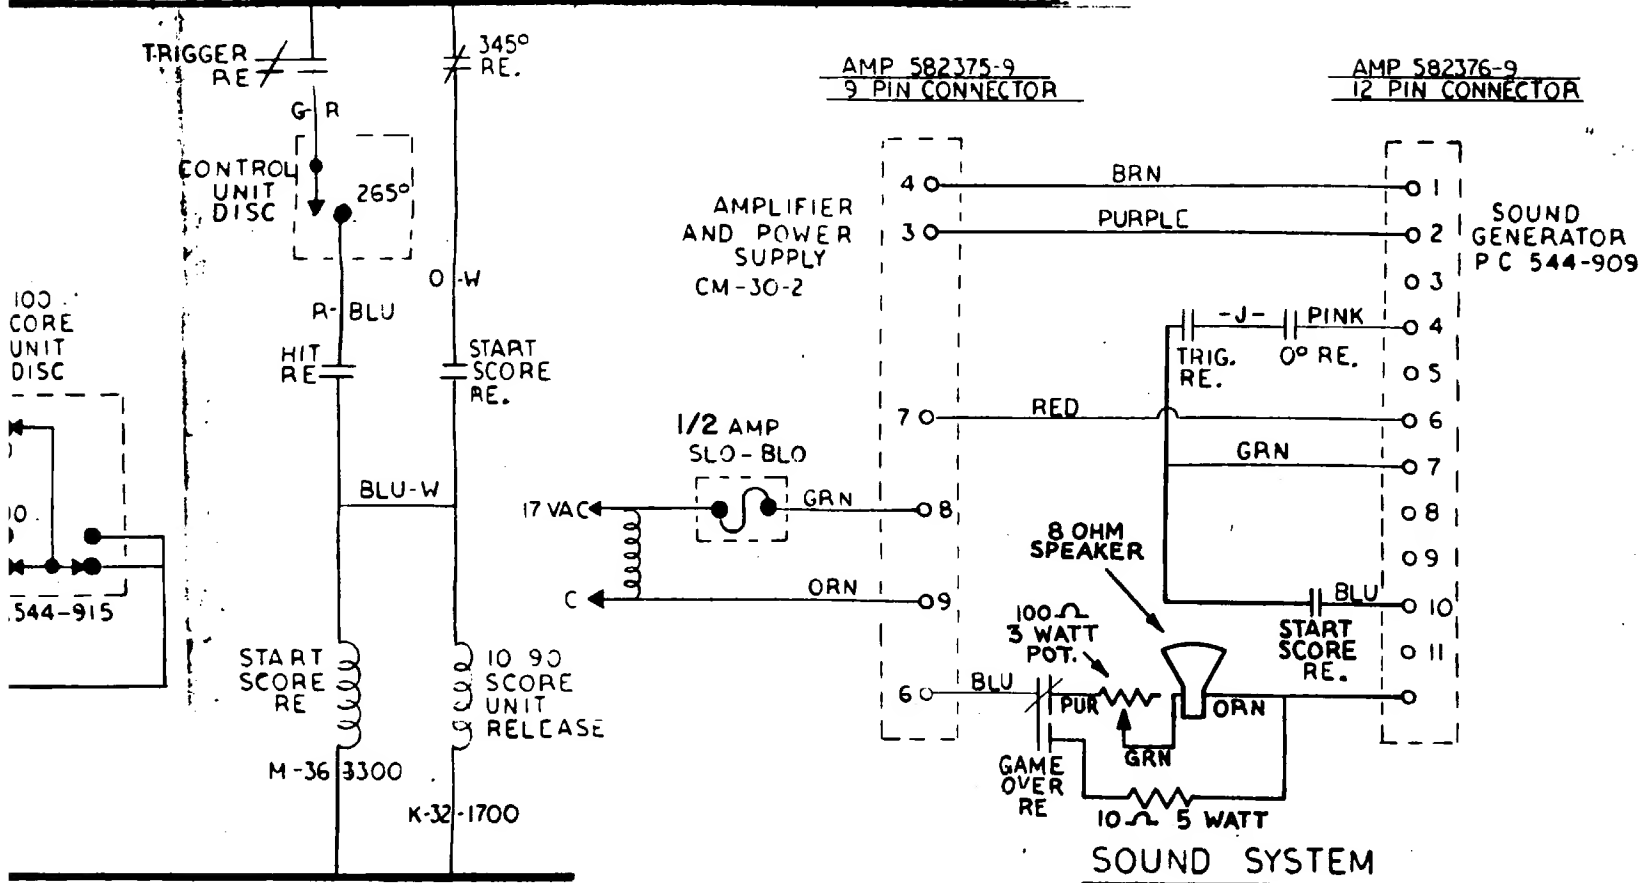 TRIGGER
RE
G-R
CONTROL
UNIT
DISC
265°
R-BLU
HIT
RE
345°
RE.
O-W
START
SCORE
RE.
100
CORE
UNIT
DISC
544-915
BLU-W
START
SCORE
RE
M-36-3300
10 90
SCORE
UNIT
RELEASE
K-32-1700
AMP 582375-9
9 PIN CONNECTOR
AMP 582376-9
12 PIN CONNECTOR
AMPLIFIER
AND POWER
SUPPLY
CM-30-2
4
BRN
1
3
PURPLE
2
SOUND
GENERATOR
PC 544-909
3
-J-
PINK
4
TRIG.
RE.
0° RE.
5
7
RED
6
GRN
7
1/2 AMP
SLO-BLO
17 VAC
GRN
8
8
9
C
ORN
9
8 OHM
SPEAKER
BLU
10
START
SCORE
RE.
11
100Ω
3 WATT
POT.
6
BLU
PUR
ORN
GRN
GAME
OVER
RE
10Ω 5 WATT
SOUND SYSTEM